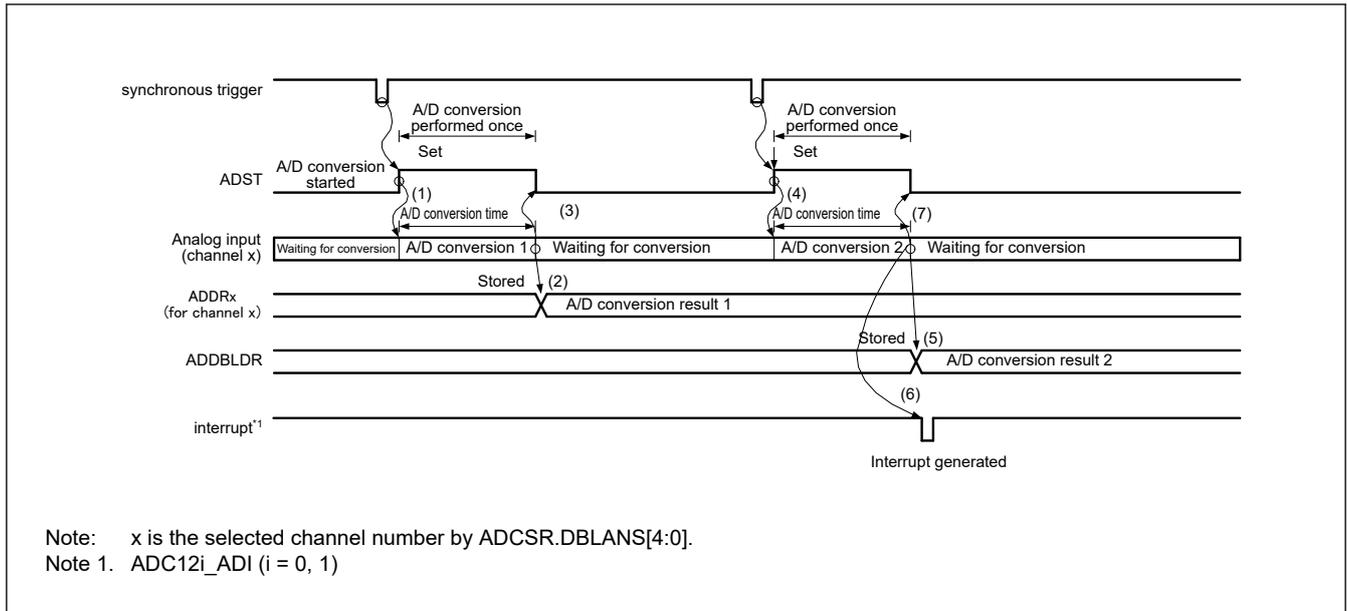 synchronous trigger
A/D conversion
performed once
A/D conversion
performed once
Set
Set
A/D conversion
started
ADST
(1)
(4)
A/D conversion time
(3)
A/D conversion time
(7)
Analog input
(channel x)
Waiting for conversion
A/D conversion 1
Waiting for conversion
A/D conversion 2
Waiting for conversion
Stored
(2)
ADDRx
(for channel x)
A/D conversion result 1
Stored
(5)
ADDBLDR
A/D conversion result 2
(6)
interrupt*1
Interrupt generated
Note: x is the selected channel number by ADCSR.DBLANS[4:0].
Note 1. ADC12i_ADI (i = 0, 1)